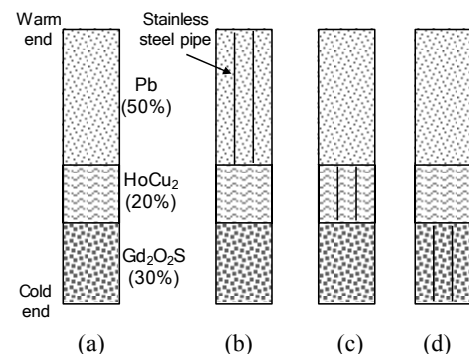 Warm
end
Stainless
steel pipe
Pb
(50%)
HoCu₂
(20%)
Gd₂O₂S
(30%)
Cold
end
(a)
(b)
(c)
(d)